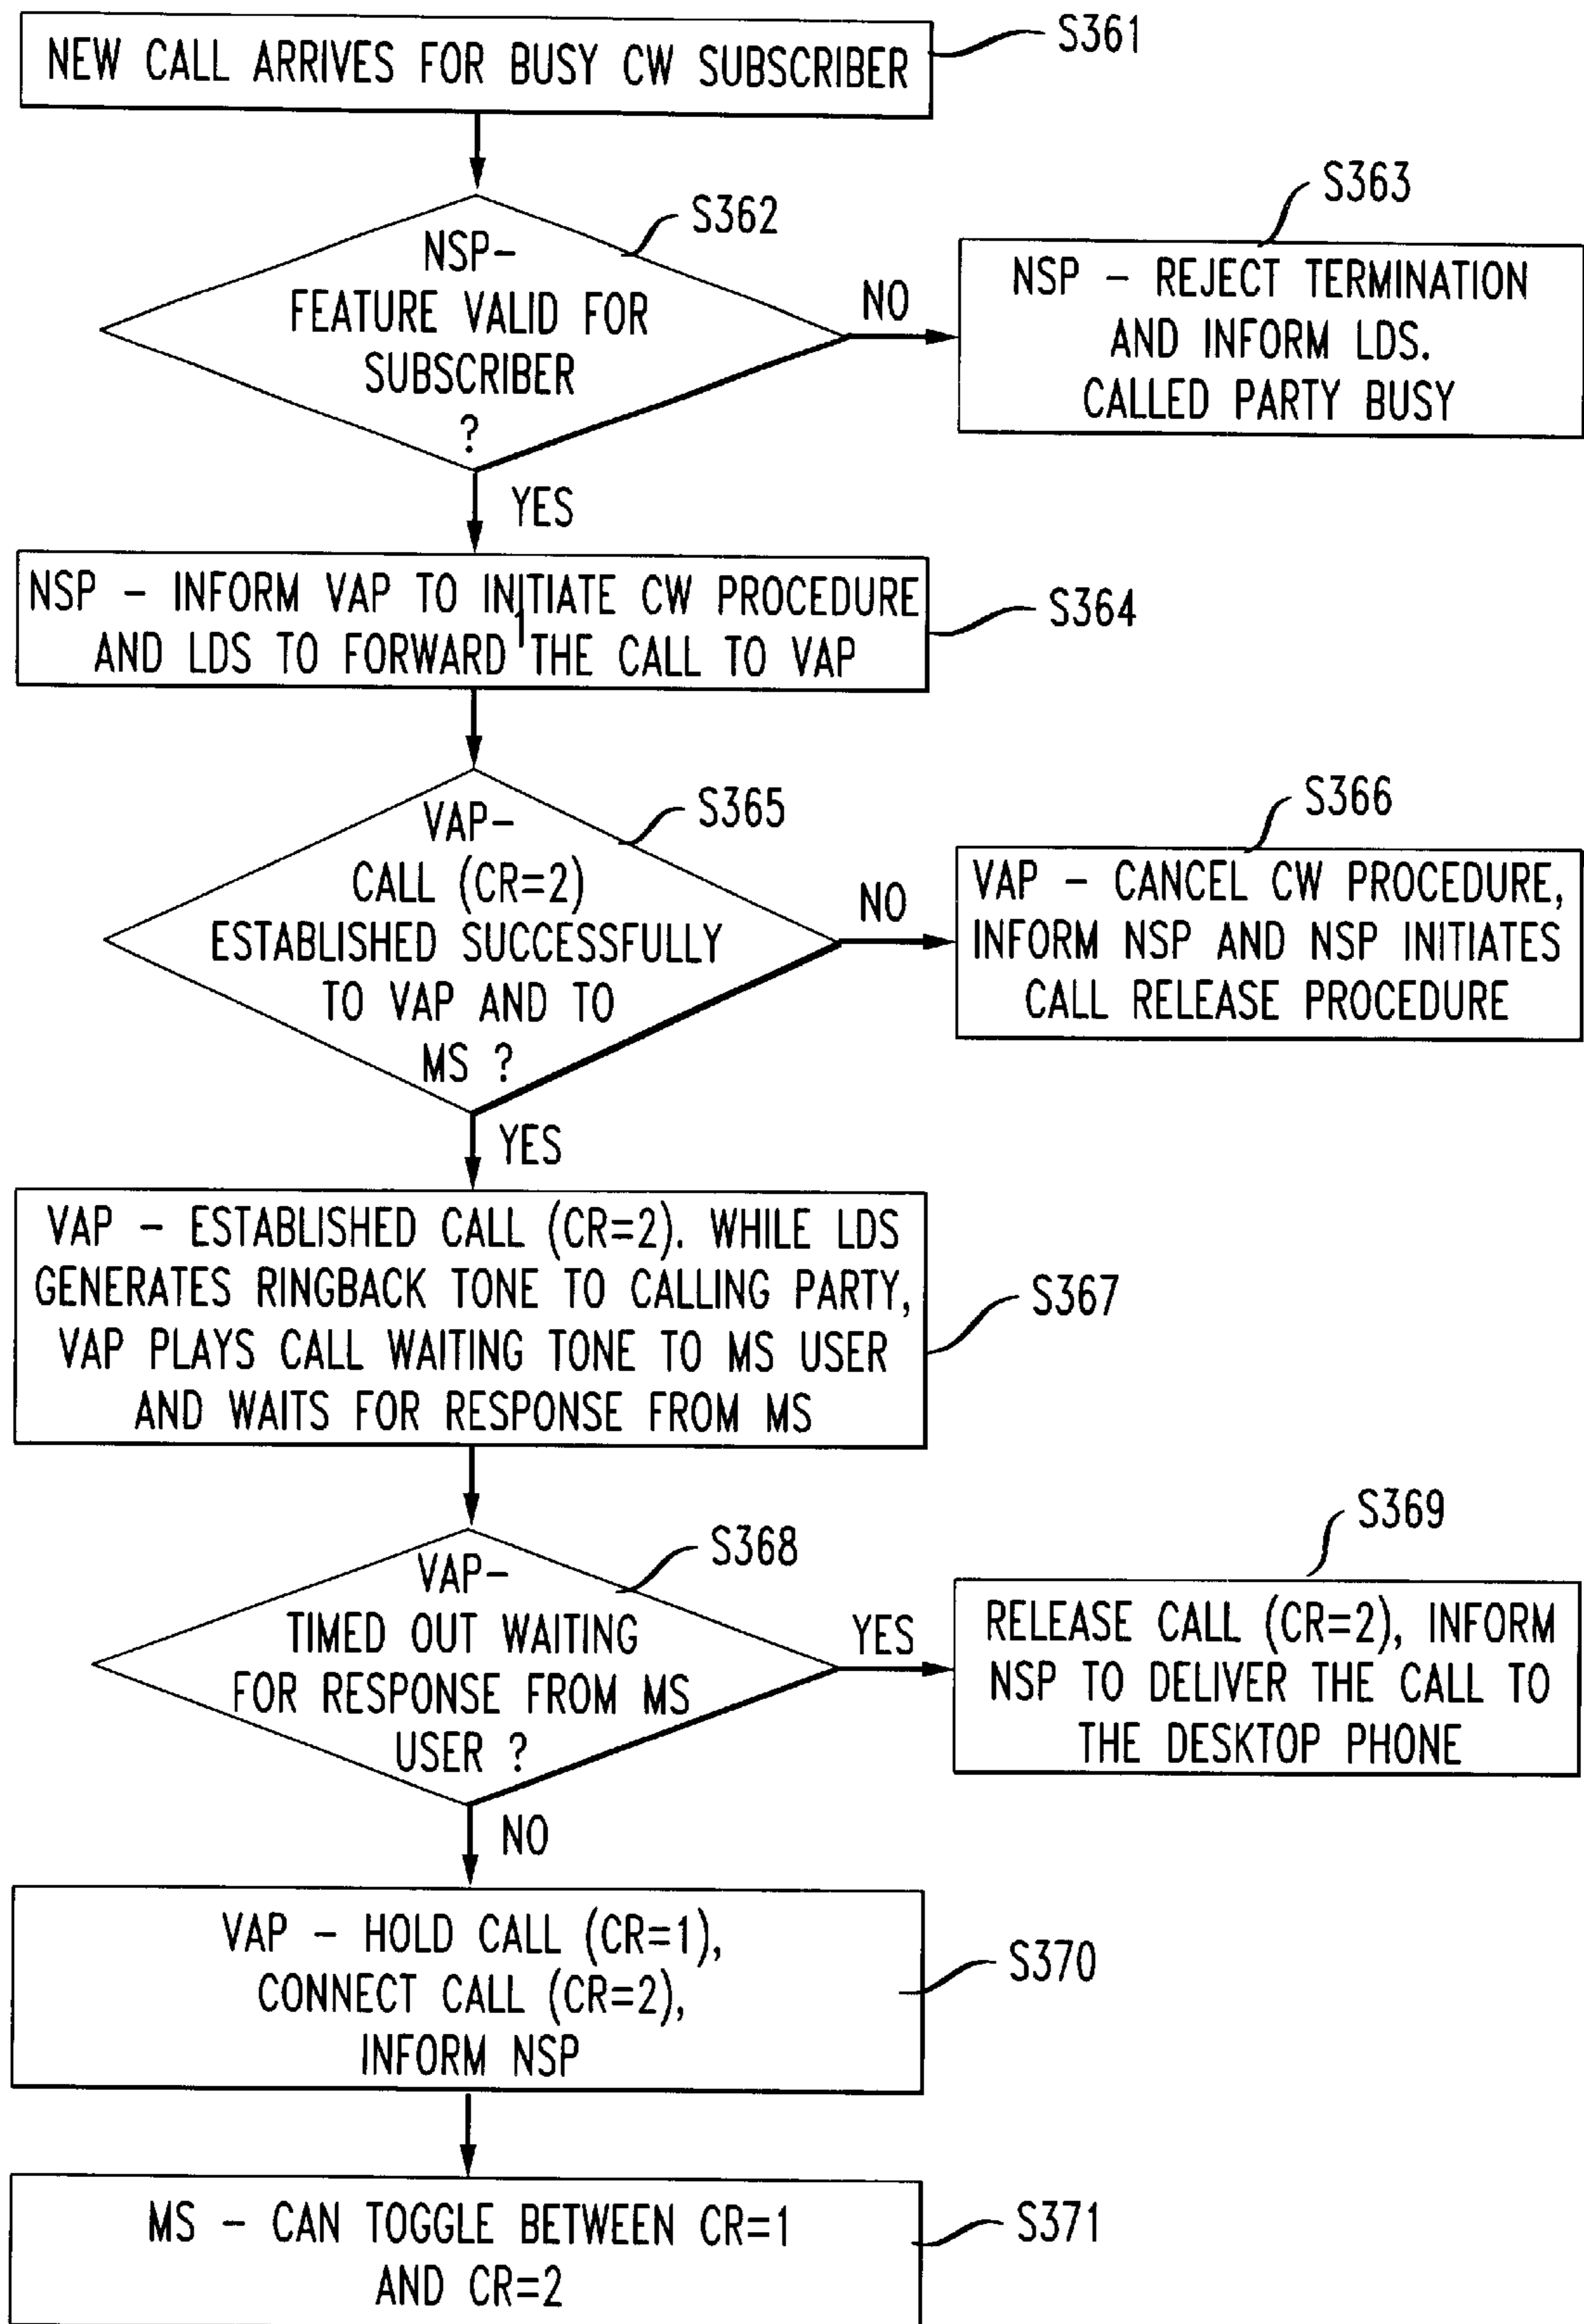 NEW CALL ARRIVES FOR BUSY CW SUBSCRIBER
S361
NSP-
FEATURE VALID FOR
SUBSCRIBER
?
S362
NO
NSP - REJECT TERMINATION
AND INFORM LDS.
CALLED PARTY BUSY
S363
YES
NSP - INFORM VAP TO INITIATE CW PROCEDURE
AND LDS TO FORWARD THE CALL TO VAP
S364
VAP-
CALL (CR=2)
ESTABLISHED SUCCESSFULLY
TO VAP AND TO
MS ?
S365
NO
VAP - CANCEL CW PROCEDURE,
INFORM NSP AND NSP INITIATES
CALL RELEASE PROCEDURE
S366
YES
VAP - ESTABLISHED CALL (CR=2). WHILE LDS
GENERATES RINGBACK TONE TO CALLING PARTY,
VAP PLAYS CALL WAITING TONE TO MS USER
AND WAITS FOR RESPONSE FROM MS
S367
VAP-
TIMED OUT WAITING
FOR RESPONSE FROM MS
USER ?
S368
YES
RELEASE CALL (CR=2), INFORM
NSP TO DELIVER THE CALL TO
THE DESKTOP PHONE
S369
NO
VAP - HOLD CALL (CR=1),
CONNECT CALL (CR=2),
INFORM NSP
S370
MS - CAN TOGGLE BETWEEN CR=1
AND CR=2
S371